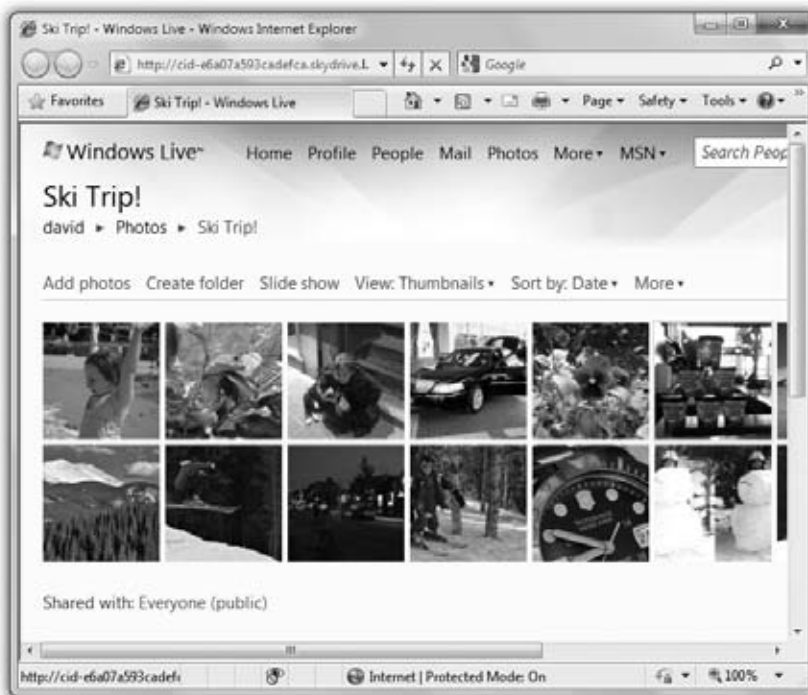 Ski Trip! - Windows Live - Windows Internet Explorer
http://cid-e6a07a593cadefca.skydrive.l
Google
Favorites
Ski Trip! - Windows Live
Page
Safety
Tools
Windows Live
Home Profile People Mail Photos More MSN
Search Peop
Ski Trip!
david ▸ Photos ▸ Ski Trip!
Add photos Create folder Slide show View: Thumbnails Sort by: Date More
Shared with: Everyone (public)
http://cid-e6a07a593cadef
Internet | Protected Mode: On
100%